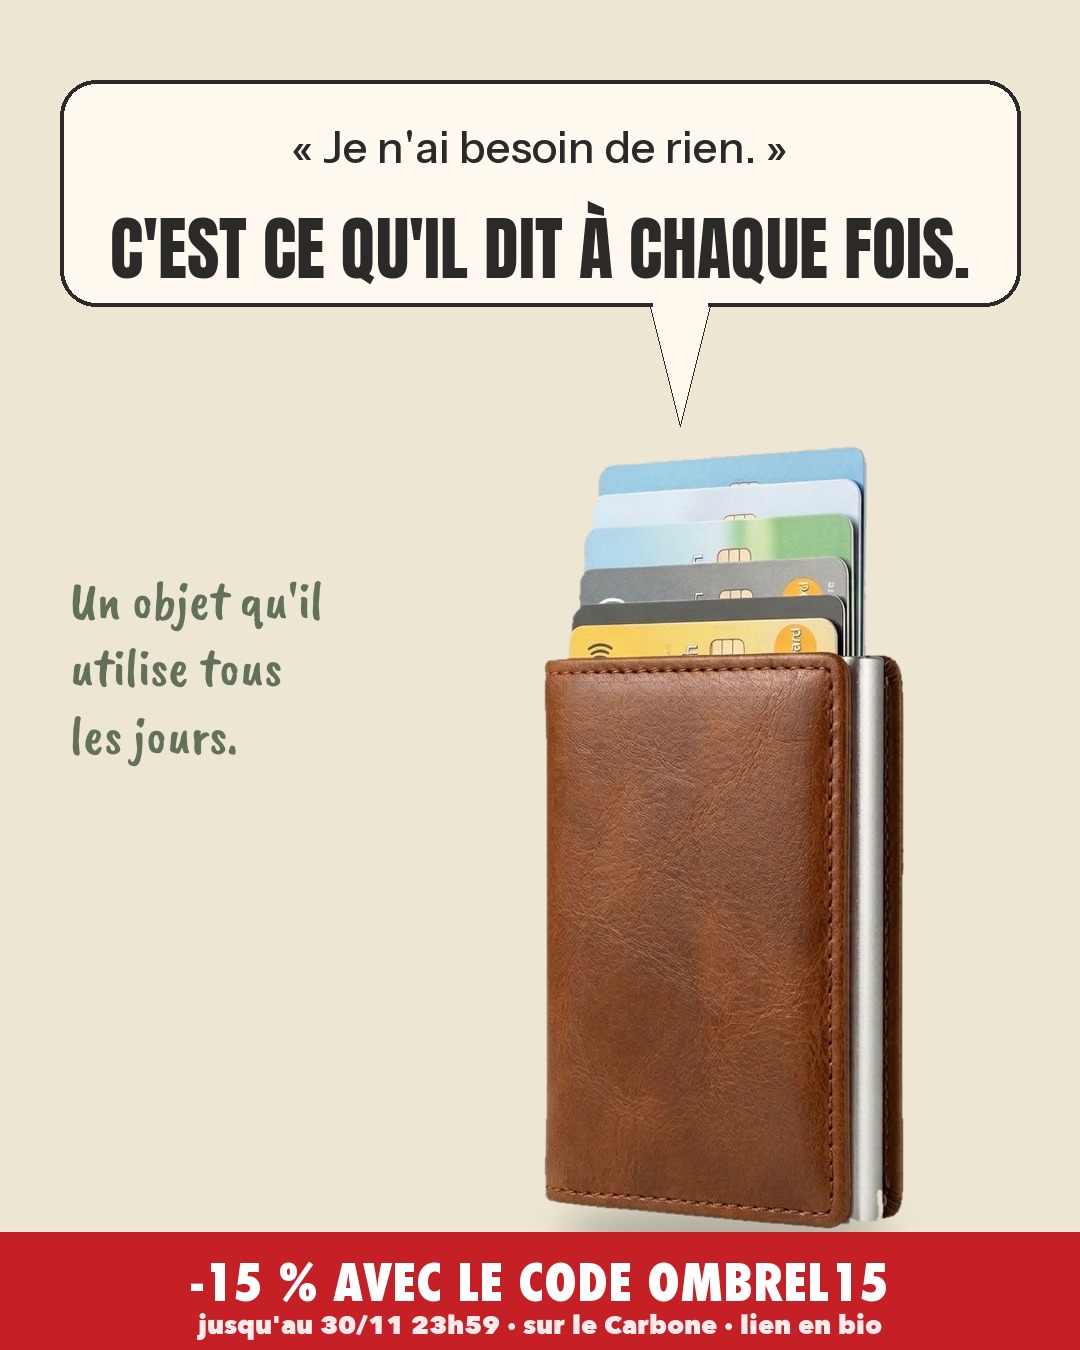 « Je n'ai besoin de rien. »
C'EST CE QU'IL DIT À CHAQUE FOIS.
Un objet qu'il
utilise tous
les jours.
-15 % AVEC LE CODE OMBREL15
jusqu'au 30/11 23h59 · sur le Carbone · lien en bio